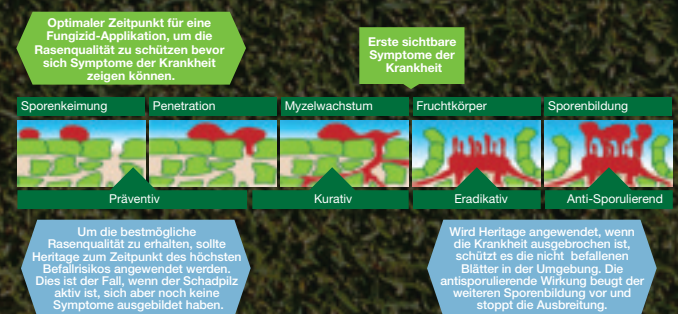 Optimaler Zeitpunkt für eine
Fungizid-Applikation, um die
Rasenqualität zu schützen bevor
sich Symptome der Krankheit
zeigen können.
Erste sichtbare
Symptome der
Krankheit
Sporenkeimung
Penetration
Myzelwachstum
Fruchtkörper
Sporenbildung
Präventiv
Kurativ
Eradikativ
Anti-Sporulierend
Um die bestmögliche
Rasenqualität zu erhalten, sollte
Heritage zum Zeitpunkt des höchsten
Befallrisikos angewendet werden.
Dies ist der Fall, wenn der Schadpilz
aktiv ist, sich aber noch keine
Symptome ausgebildet haben.
Wird Heritage angewendet, wenn
die Krankheit ausgebrochen ist,
schützt es die nicht befallenen
Blätter in der Umgebung. Die
antisporulierende Wirkung beugt der
weiteren Sporenbildung vor und
stoppt die Ausbreitung.